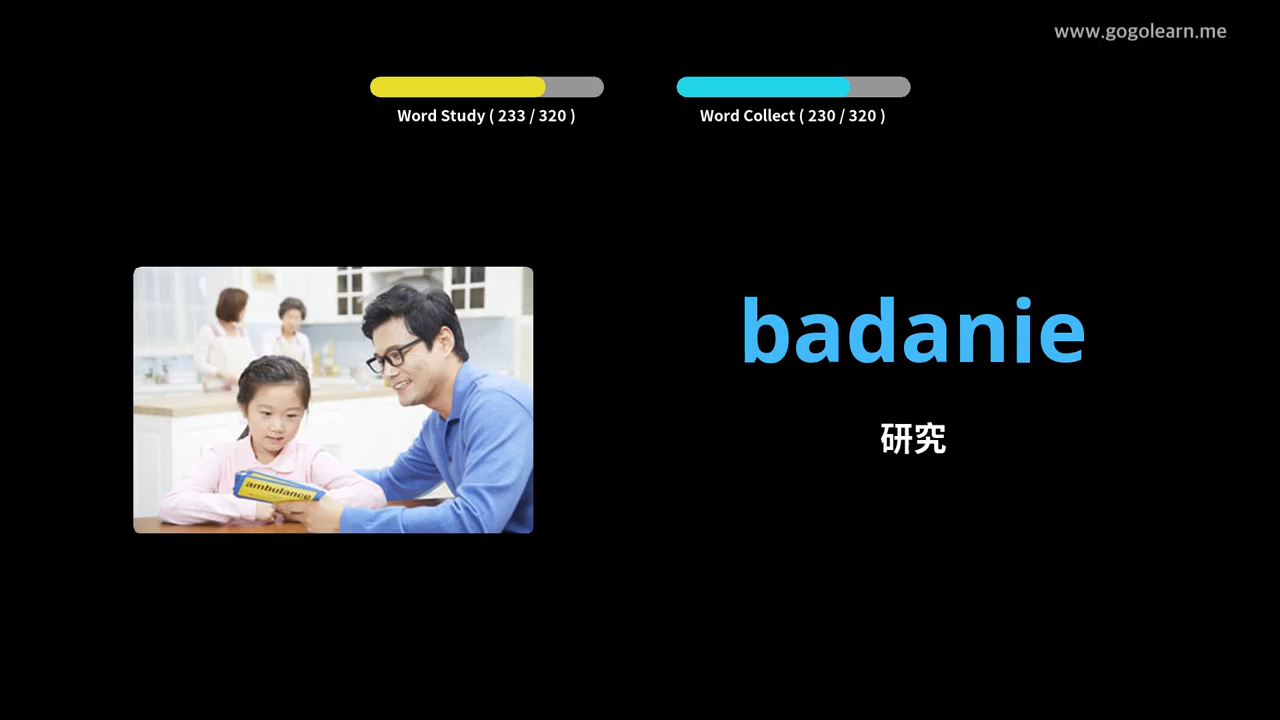 www.gogolearn.me
Word Study ( 233 / 320 )
Word Collect ( 230 / 320 )
ambulance
badanie
研究